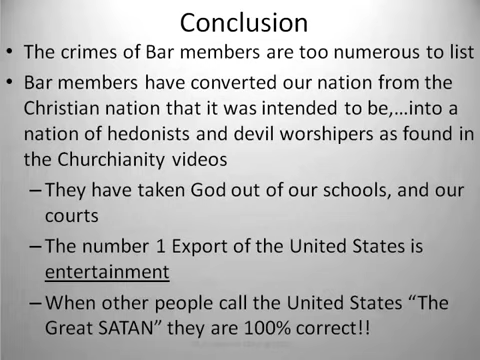 Conclusion
• The crimes of Bar members are too numerous to list
• Bar members have converted our nation from the
Christian nation that it was intended to be,...into a
nation of hedonists and devil worshipers as found in
the Churchianity videos
– They have taken God out of our schools, and our
courts
– The number 1 Export of the United States is
entertainment
– When other people call the United States “The
Great SATAN” they are 100% correct!!